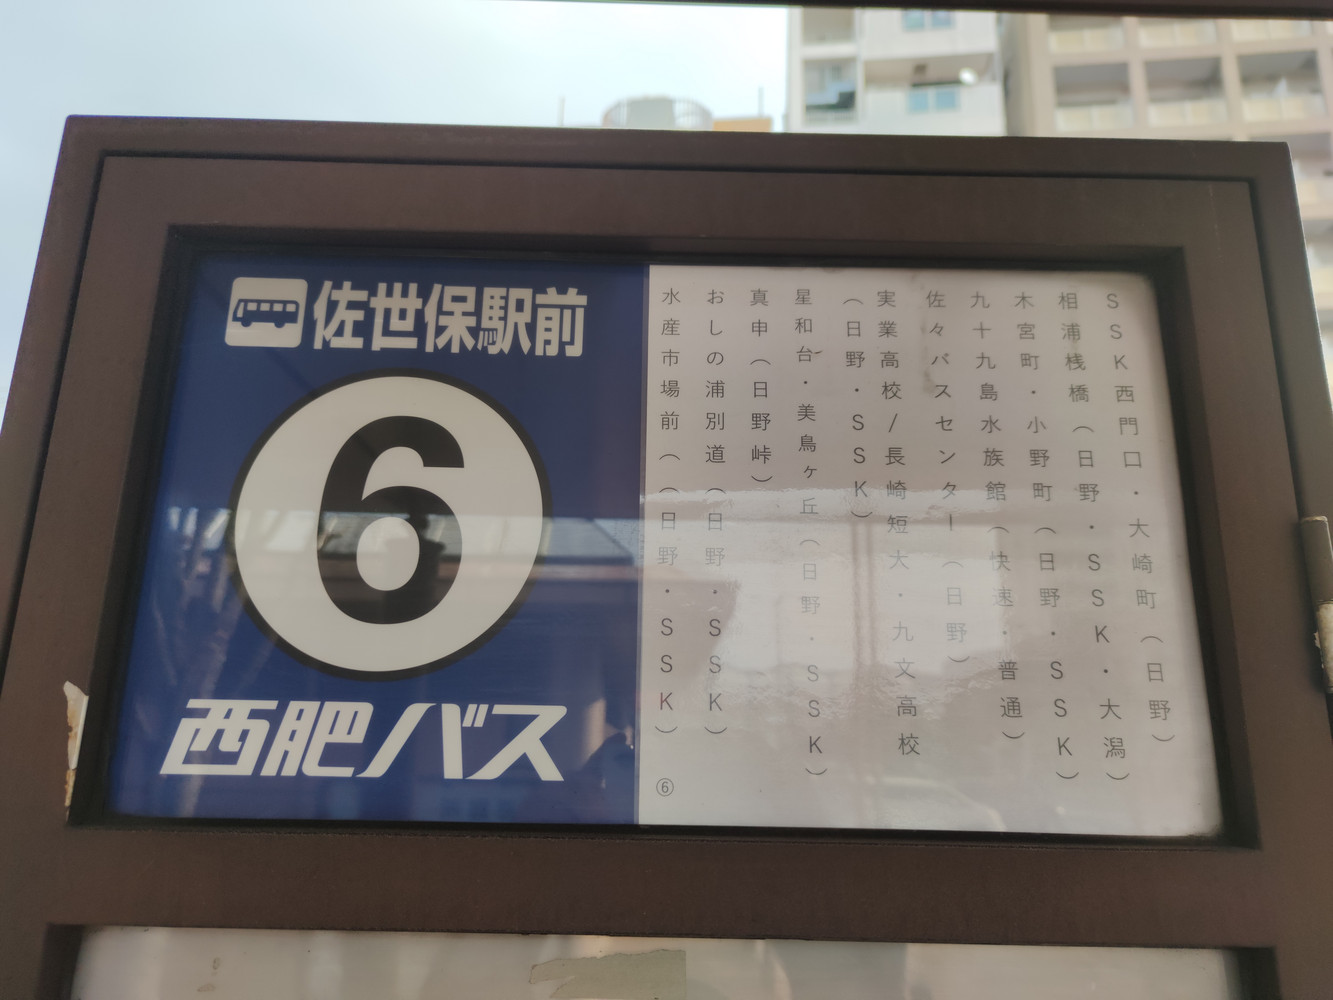 佐世保駅前
6
西肥バス
SSK西門口・大崎町（日野）
相浦桟橋（日野・SSK・大潟）
木宮町・小野町（日野・SSK）
九十九島水族館（快速・普通）
佐々バスセンター（日野）
実業高校/長崎短大・九文高校
（日野・SSK）
星和台・美鳥ヶ丘（日野・SSK）
真申（日野峠）
おしの浦別道（日野・SSK）
水産市場前（日野・SSK）
⑥